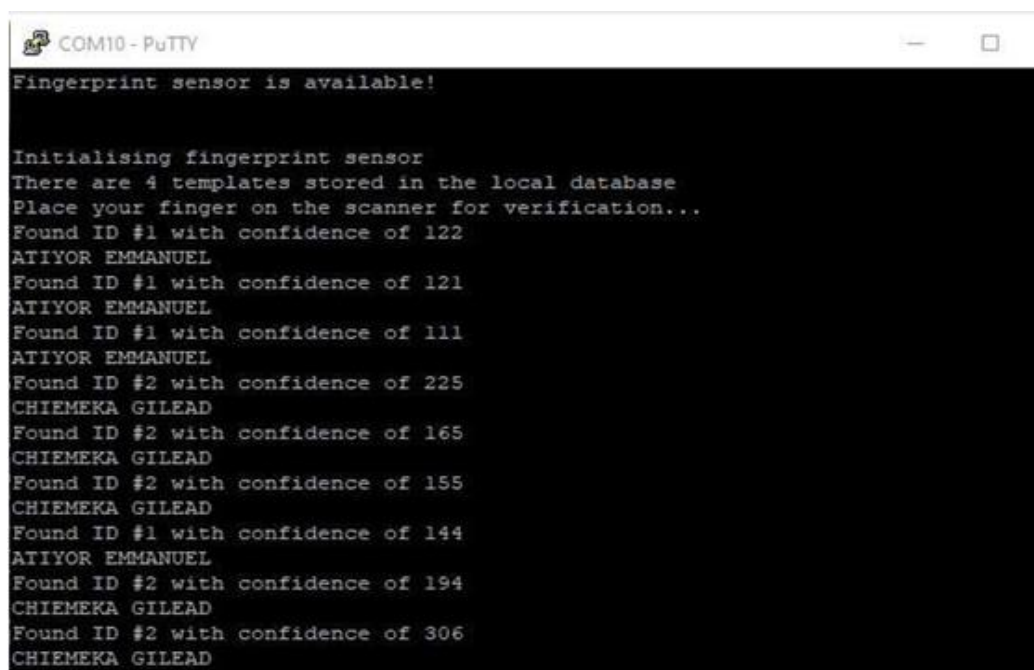 COM10 - PuTTY
Fingerprint sensor is available!
Initialising fingerprint sensor
There are 4 templates stored in the local database
Place your finger on the scanner for verification...
Found ID #1 with confidence of 122
ATIYOR EMMANUEL
Found ID #1 with confidence of 121
ATIYOR EMMANUEL
Found ID #1 with confidence of 111
ATIYOR EMMANUEL
Found ID #2 with confidence of 225
CHIEMEKA GILEAD
Found ID #2 with confidence of 165
CHIEMEKA GILEAD
Found ID #2 with confidence of 155
CHIEMEKA GILEAD
Found ID #1 with confidence of 144
ATIYOR EMMANUEL
Found ID #2 with confidence of 194
CHIEMEKA GILEAD
Found ID #2 with confidence of 306
CHIEMEKA GILEAD